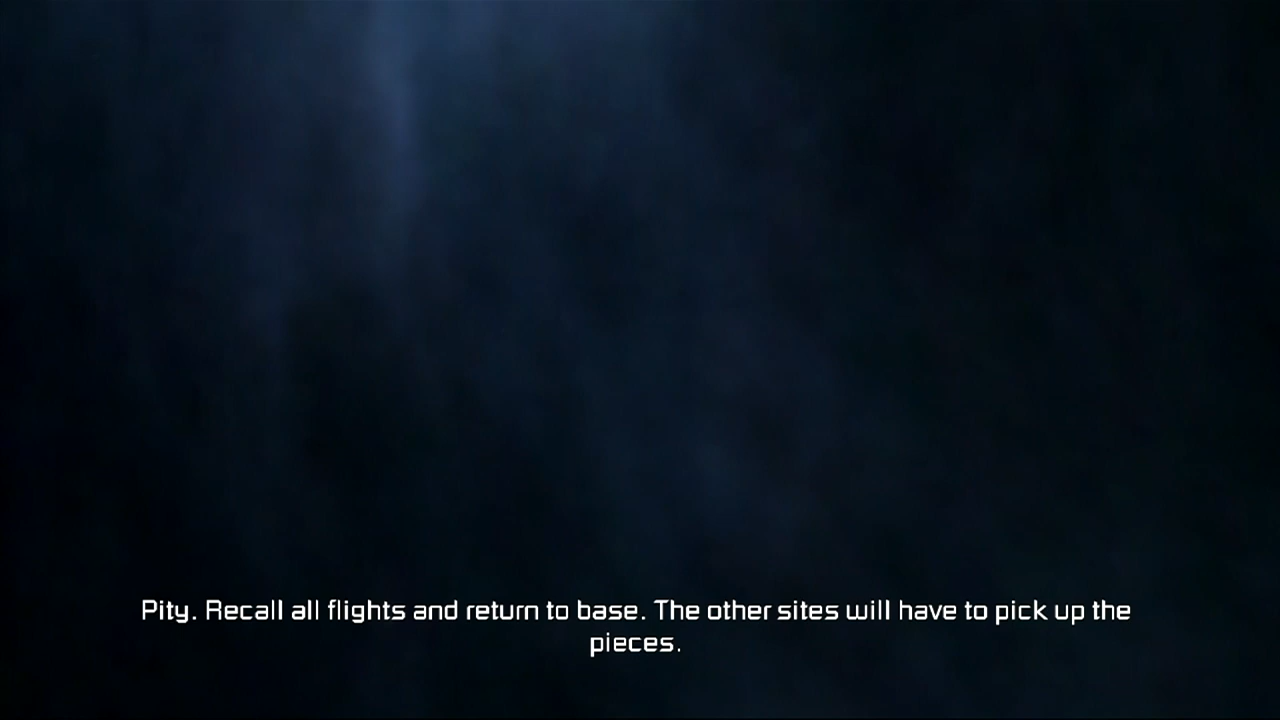 Pity. Recall all flights and return to base. The other sites will have to pick up the
pieces.